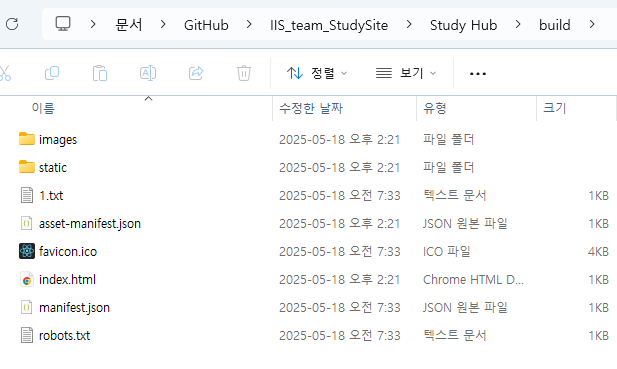 문서 > GitHub > IIS_team_StudySite > Study Hub > build >
정렬 보기 ...
이름 수정한 날짜 유형 크기
images 2025-05-18 오후 2:21 파일 폴더
static 2025-05-18 오후 2:21 파일 폴더
1.txt 2025-05-18 오전 7:33 텍스트 문서 1KB
asset-manifest.json 2025-05-18 오후 2:21 JSON 원본 파일 1KB
favicon.ico 2025-05-18 오전 7:33 ICO 파일 4KB
index.html 2025-05-18 오후 2:21 Chrome HTML D... 1KB
manifest.json 2025-05-18 오전 7:33 JSON 원본 파일 1KB
robots.txt 2025-05-18 오전 7:33 텍스트 문서 1KB